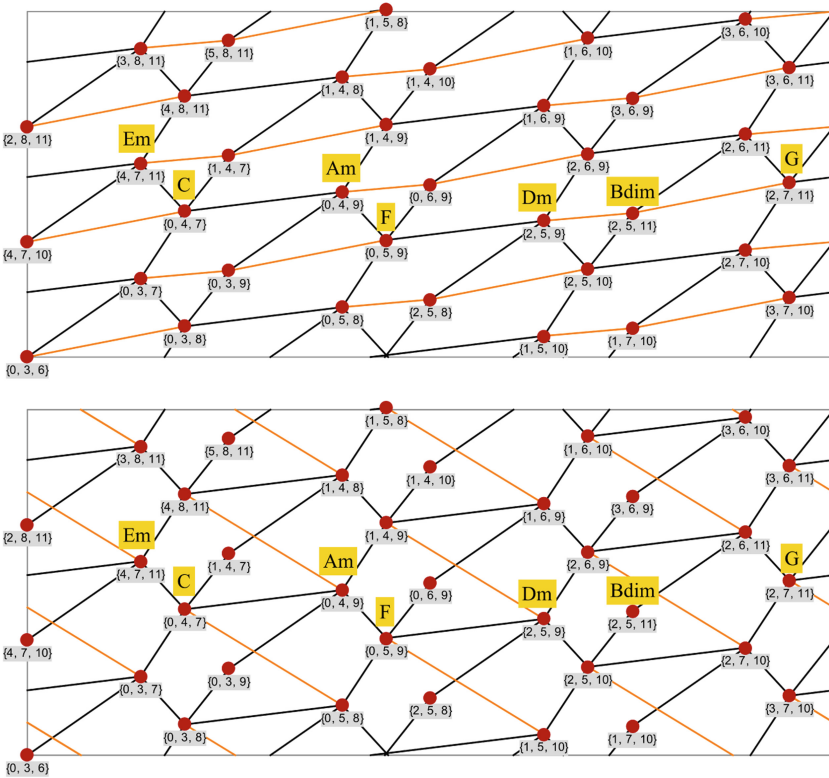 {1, 5, 8}
{3, 6, 10}
{5, 8, 11}
{1, 6, 10}
{3, 8, 11}
{3, 6, 11}
{1, 4, 8}
{1, 4, 10}
{4, 8, 11}
{3, 6, 9}
{1, 6, 9}
{2, 8, 11}
{1, 4, 9}
Em
{2, 6, 11}
G
{1, 4, 7}
{2, 6, 9}
{4, 7, 11}
C
Am
{2, 7, 11}
{0, 4, 9}
{0, 6, 9}
Dm
Bdim
{0, 4, 7}
F
{2, 5, 11}
{2, 5, 9}
{4, 7, 10}
{0, 5, 9}
{2, 7, 10}
{0, 3, 9}
{2, 5, 10}
{0, 3, 7}
{3, 7, 10}
{0, 5, 8}
{2, 5, 8}
{0, 3, 8}
{1, 7, 10}
{1, 5, 10}
{0, 3, 6}
{1, 5, 8}
{3, 6, 10}
{5, 8, 11}
{1, 6, 10}
{3, 8, 11}
{3, 6, 11}
{1, 4, 8}
{1, 4, 10}
{4, 8, 11}
{3, 6, 9}
{1, 6, 9}
{2, 8, 11}
{1, 4, 9}
Em
{2, 6, 11}
G
{1, 4, 7}
{2, 6, 9}
{4, 7, 11}
C
Am
{2, 7, 11}
{0, 4, 9}
{0, 6, 9}
Dm
Bdim
{0, 4, 7}
F
{2, 5, 11}
{2, 5, 9}
{4, 7, 10}
{0, 5, 9}
{2, 7, 10}
{0, 3, 9}
{2, 5, 10}
{0, 3, 7}
{3, 7, 10}
{0, 5, 8}
{2, 5, 8}
{0, 3, 8}
{1, 7, 10}
{1, 5, 10}
{0, 3, 6}